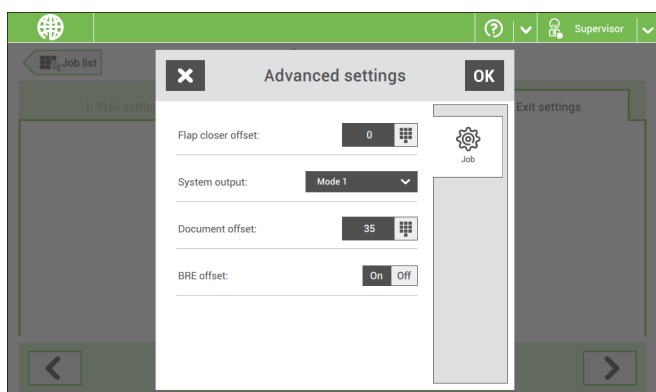 Supervisor
Job list
Advanced settings
OK
1. Mail settin
Exit settings
Flap closer offset:
0
Job
System output:
Mode 1
Document offset:
35
BRE offset:
On
Off